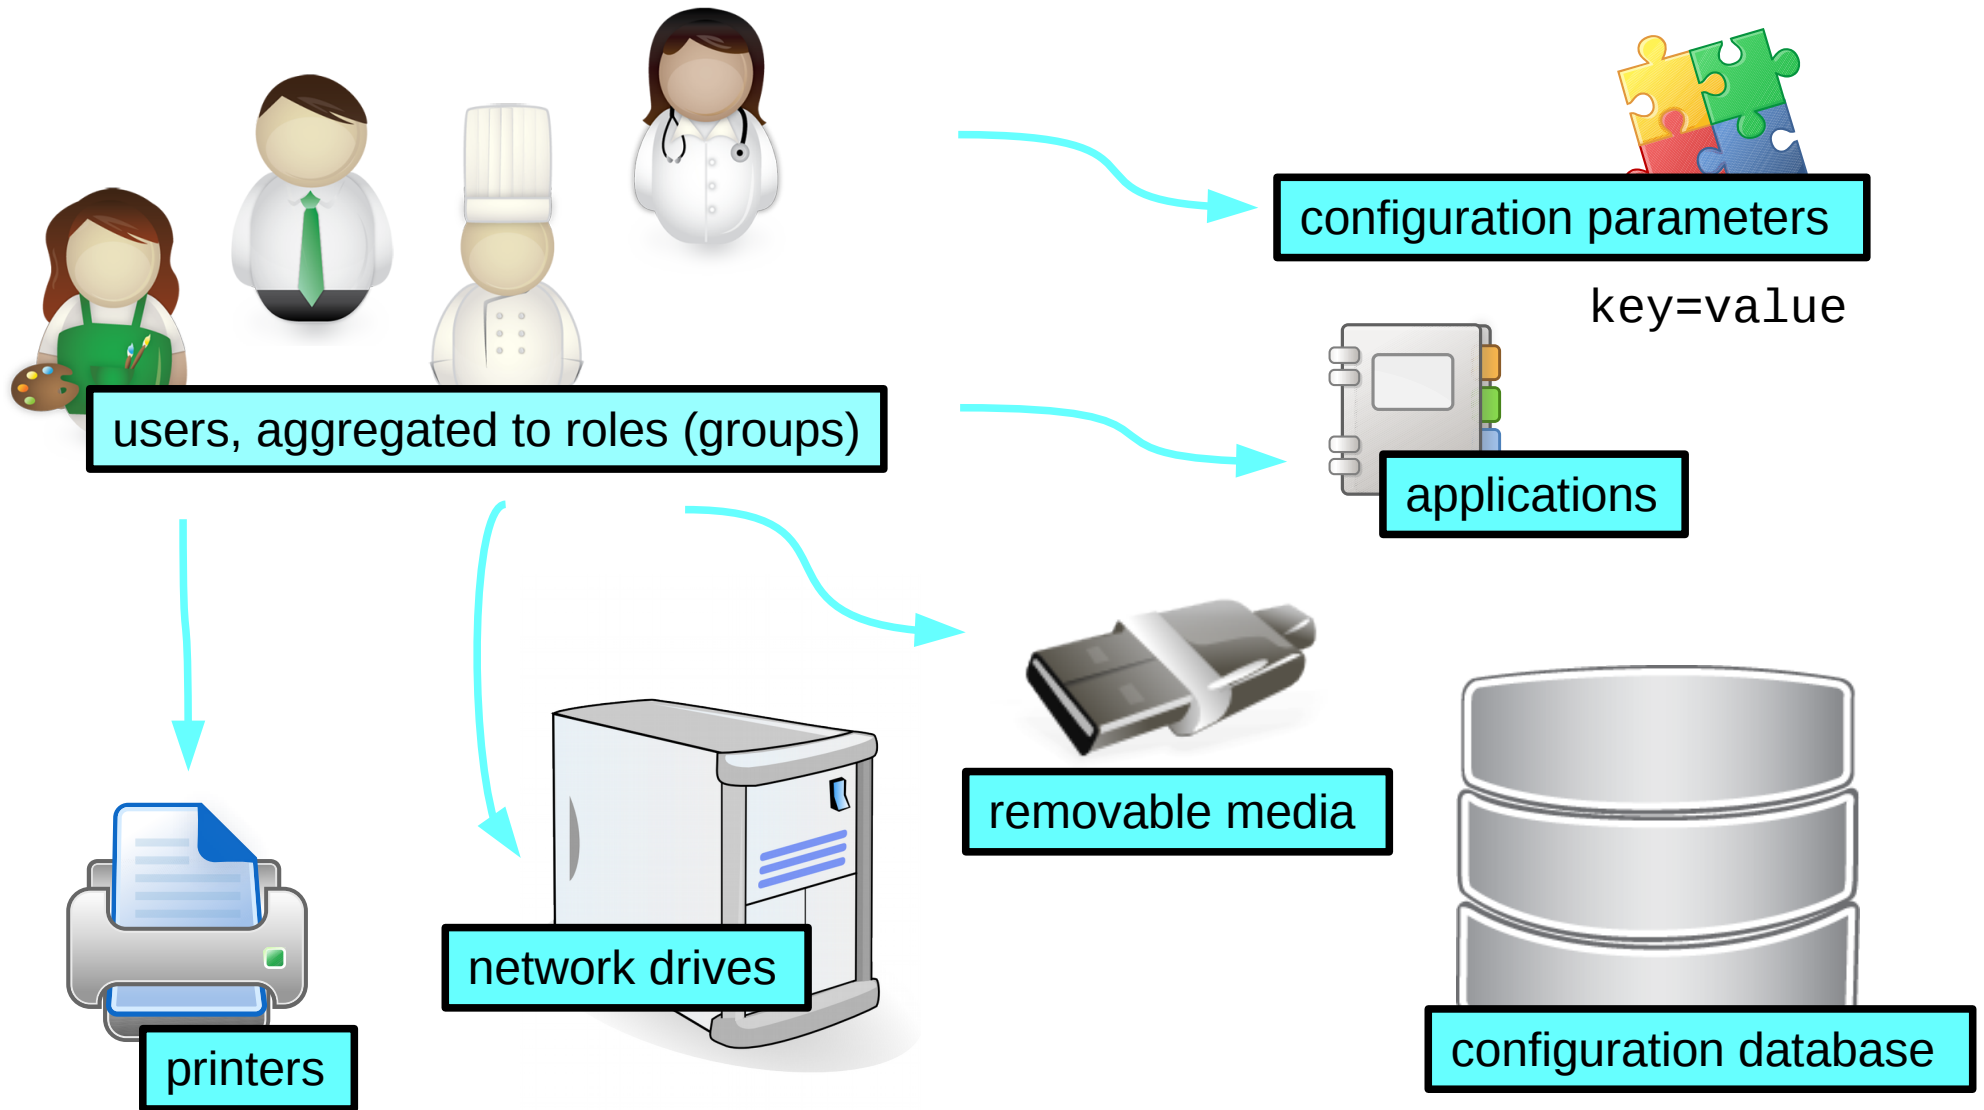 configuration parameters
key=value
users, aggregated to roles (groups)
applications
removable media
network drives
printers
configuration database